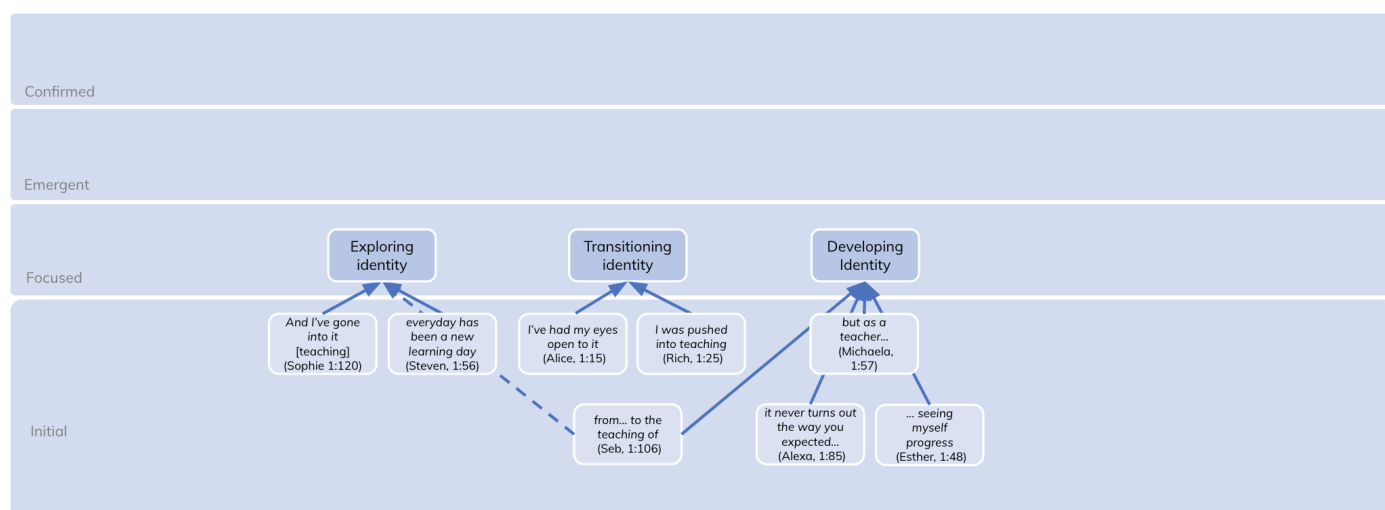 Confirmed
Emergent
Focused
Exploring
identity
Transitioning
identity
Developing
Identity
Initial
And I've gone
into it
[teaching]
(Sophie 1:120)
everyday has
been a new
learning day
(Steven, 1:56)
I've had my eyes
open to it
(Alice, 1:15)
I was pushed
into teaching
(Rich, 1:25)
but as a
teacher...
(Michaela,
1:57)
from... to the
teaching of
(Seb, 1:106)
it never turns out
the way you
expected...
(Alexa, 1:85)
... seeing
myself
progress
(Esther, 1:48)